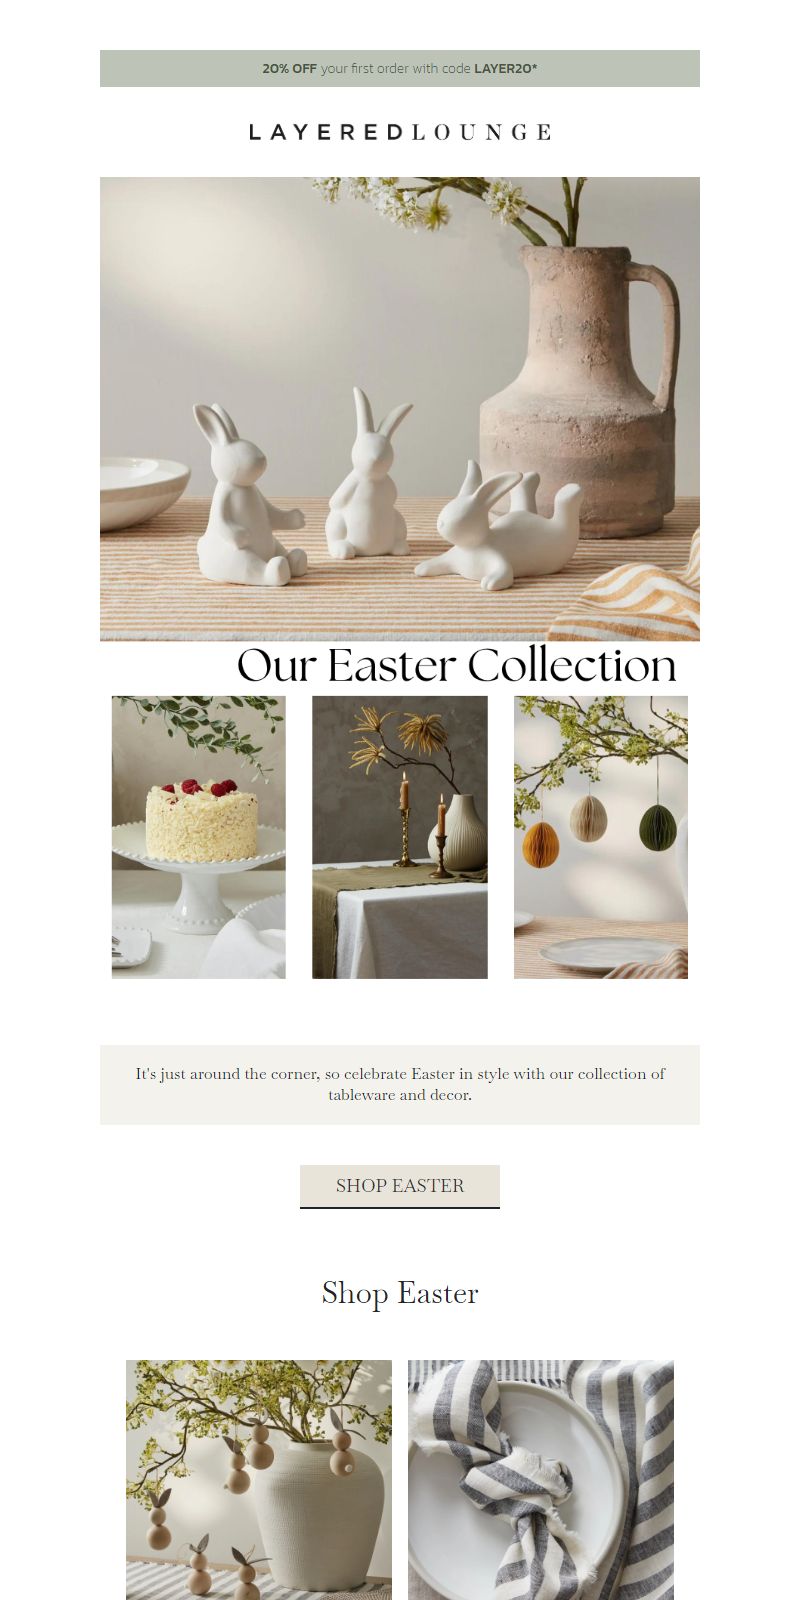 20% OFF your first order with code LAYER20*
LAYEREDLOUNGE
Our Easter Collection
It's just around the corner, so celebrate Easter in style with our collection of
tableware and decor.
SHOP EASTER
Shop Easter